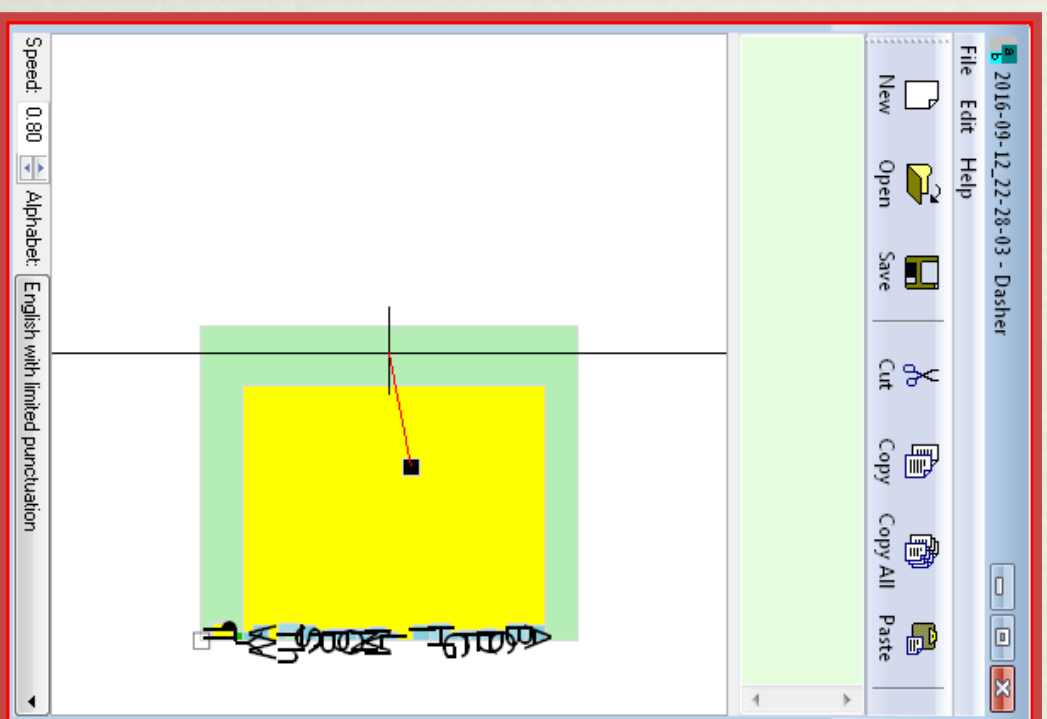 2016-09-12_22-28-03 - Dasher
File Edit Help
New Open Save Cut Copy Copy All Paste
Speed: 0.80 Alphabet: English with limited punctuation